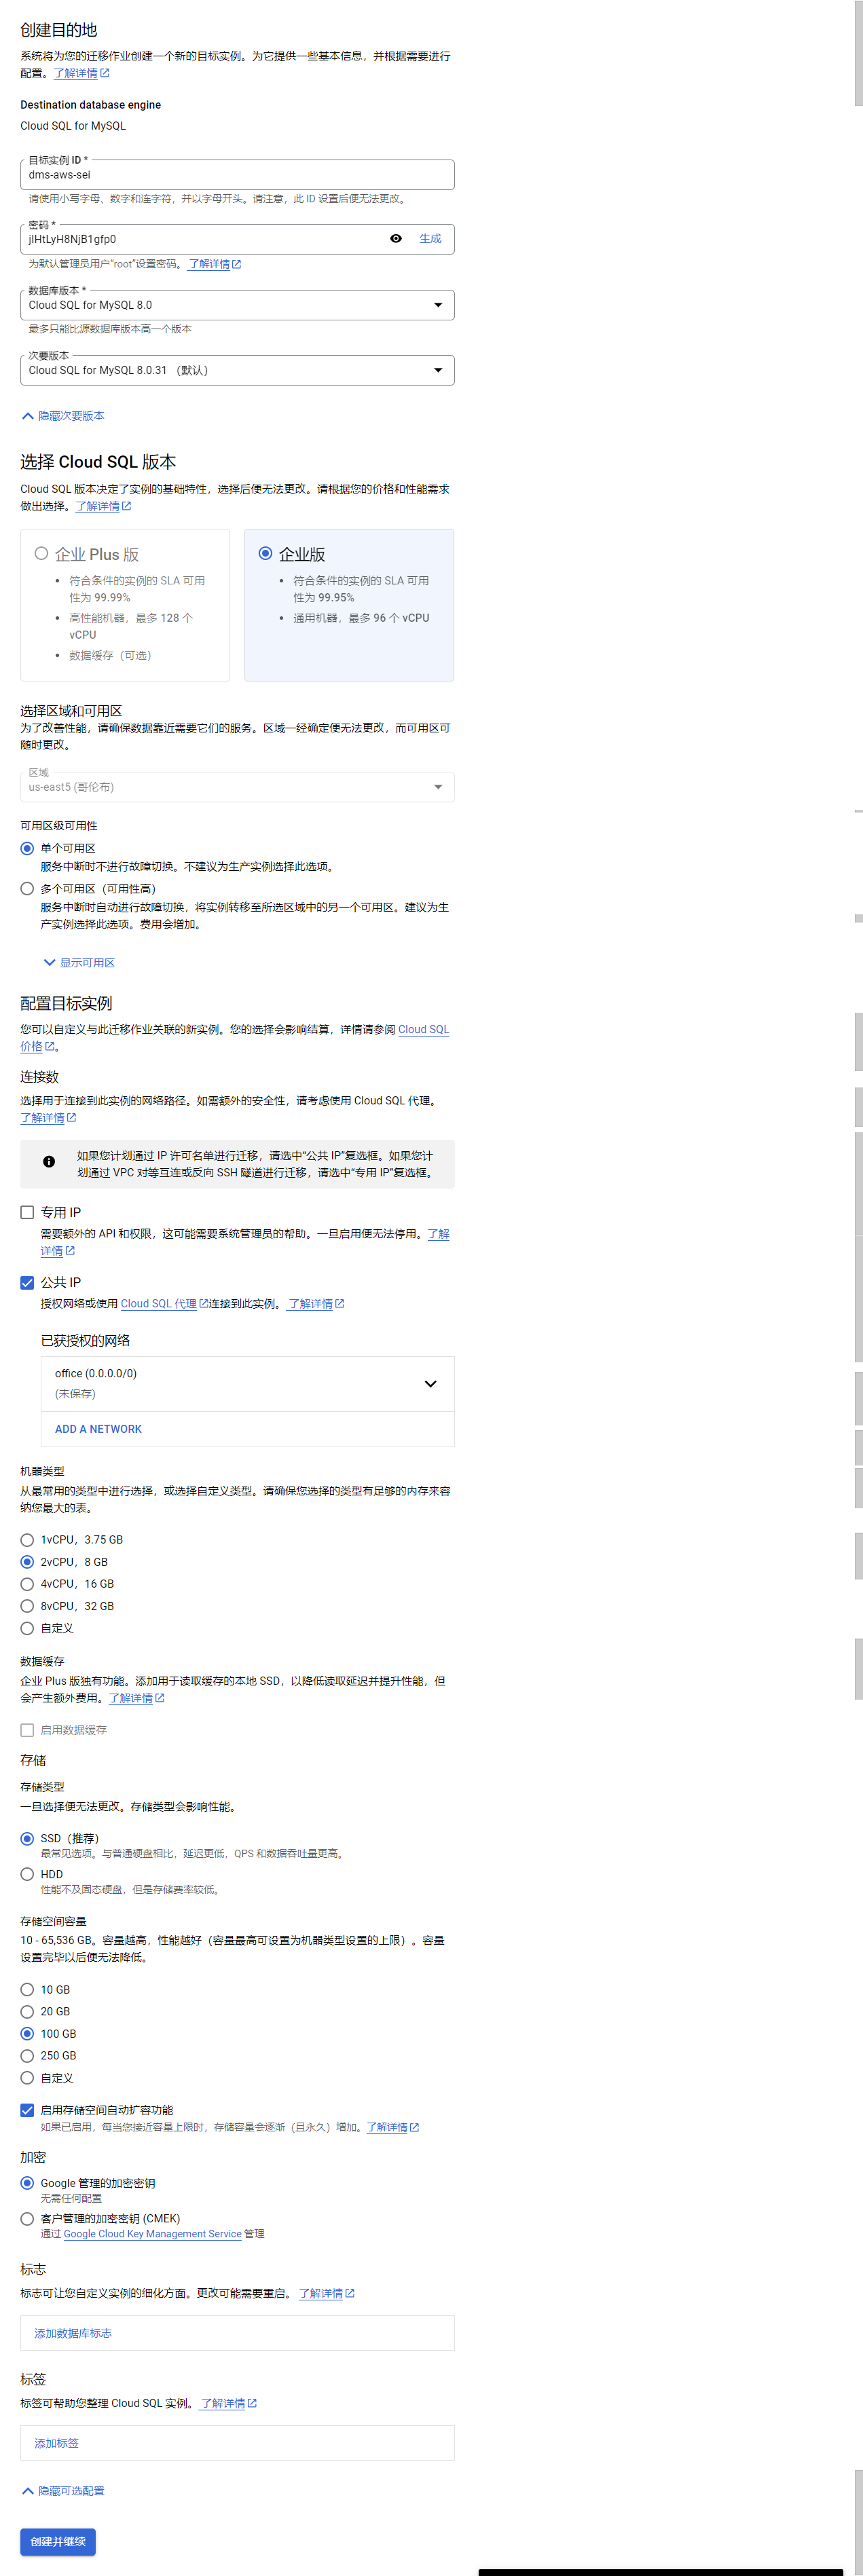 创建目的地
系统将为您的迁移作业创建一个新的目标实例。为它提供一些基本信息，并根据需要进行
配置。了解详情
Destination database engine
Cloud SQL for MySQL
目标实例 ID *
dms-aws-sei
请使用小写字母、数字和连字符，并以字母开头。请注意，此 ID 设置后便无法更改。
密码 *
jIHtLyH8NjB1gfp0
生成
为默认管理员用户“root”设置密码。 了解详情
数据库版本 *
Cloud SQL for MySQL 8.0
最多只能比源数据库版本高一个版本
次要版本
Cloud SQL for MySQL 8.0.31 （默认）
隐藏次要版本
选择 Cloud SQL 版本
Cloud SQL 版本决定了实例的基础特性，选择后便无法更改。请根据您的价格和性能需求
做出选择。了解详情
企业 Plus 版
• 符合条件的实例的 SLA 可用
性为 99.99%
• 高性能机器，最多 128 个
vCPU
• 数据缓存（可选）
企业版
• 符合条件的实例的 SLA 可用
性为 99.95%
• 通用机器，最多 96 个 vCPU
选择区域和可用区
为了改善性能，请确保数据靠近需要它们的服务。区域一经确定便无法更改，而可用区可
随时更改。
区域
us-east5 (哥伦布)
可用区级可用性
单个可用区
服务中断时不进行故障切换。不建议为生产实例选择此选项。
多个可用区（可用性高）
服务中断时自动进行故障切换，将实例转移至所选区域中的另一个可用区。建议为生
产实例选择此选项。费用会增加。
显示可用区
配置目标实例
您可以自定义与此迁移作业关联的新实例。您的选择会影响结算，详情请参阅 Cloud SQL
价格。
连接数
选择用于连接到此实例的网络路径。如需额外的安全性，请考虑使用 Cloud SQL 代理。
了解详情
如果您计划通过 IP 许可名单进行迁移，请选中“公共 IP”复选框。如果您计
划通过 VPC 对等互连或反向 SSH 隧道进行迁移，请选中“专用 IP”复选框。
专用 IP
需要额外的 API 和权限，这可能需要系统管理员的帮助。一旦启用便无法停用。了解
详情
公共 IP
授权网络或使用 Cloud SQL 代理连接到此实例。 了解详情
已获授权的网络
office (0.0.0.0/0)
(未保存)
ADD A NETWORK
机器类型
从最常用的类型中进行选择，或选择自定义类型。请确保您选择的类型有足够的内存来容
纳您最大的表。
1vCPU，3.75 GB
2vCPU，8 GB
4vCPU，16 GB
8vCPU，32 GB
自定义
数据缓存
企业 Plus 版独有功能。添加用于读取缓存的本地 SSD，以降低读取延迟并提升性能，但
会产生额外费用。了解详情
启用数据缓存
存储
存储类型
一旦选择便无法更改。存储类型会影响性能。
SSD（推荐）
最常见选项。与普通硬盘相比，延迟更低，QPS 和数据吞吐量更高。
HDD
性能不及固态硬盘，但是存储费率较低。
存储空间容量
10 - 65,536 GB。容量越高，性能越好（容量最高可设置为机器类型设置的上限）。容量
设置完毕以后便无法降低。
10 GB
20 GB
100 GB
250 GB
自定义
启用存储空间自动扩容功能
如果已启用，每当您接近容量上限时，存储容量会逐渐（且永久）增加。了解详情
加密
Google 管理的加密密钥
无需任何配置
客户管理的加密密钥 (CMEK)
通过 Google Cloud Key Management Service 管理
标志
标志可让您自定义实例的细化方面。更改可能需要重启。 了解详情
添加数据库标志
标签
标签可帮助您整理 Cloud SQL 实例。 了解详情
添加标签
隐藏可选配置
创建并继续